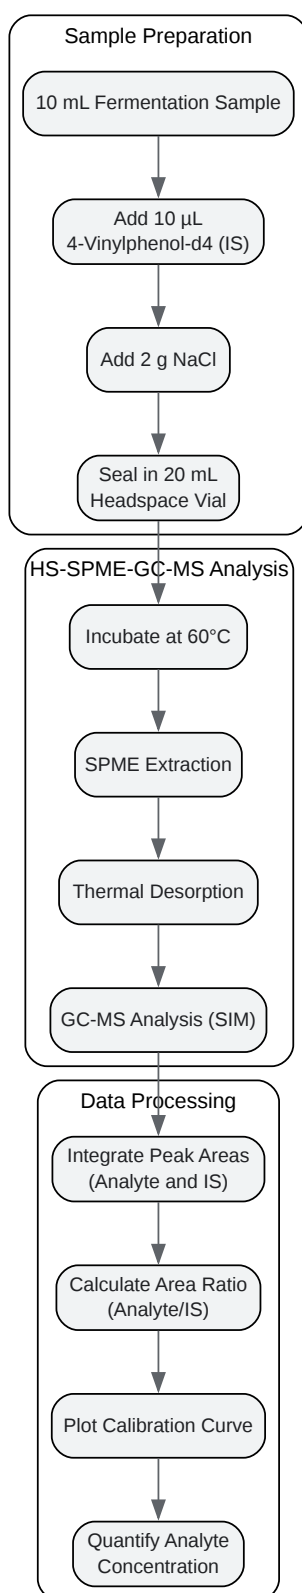 Sample Preparation
10 mL Fermentation Sample
Add 10 µL
4-Vinylphenol-d4 (IS)
Add 2 g NaCl
Seal in 20 mL
Headspace Vial
HS-SPME-GC-MS Analysis
Incubate at 60°C
SPME Extraction
Thermal Desorption
GC-MS Analysis (SIM)
Data Processing
Integrate Peak Areas
(Analyte and IS)
Calculate Area Ratio
(Analyte/IS)
Plot Calibration Curve
Quantify Analyte
Concentration